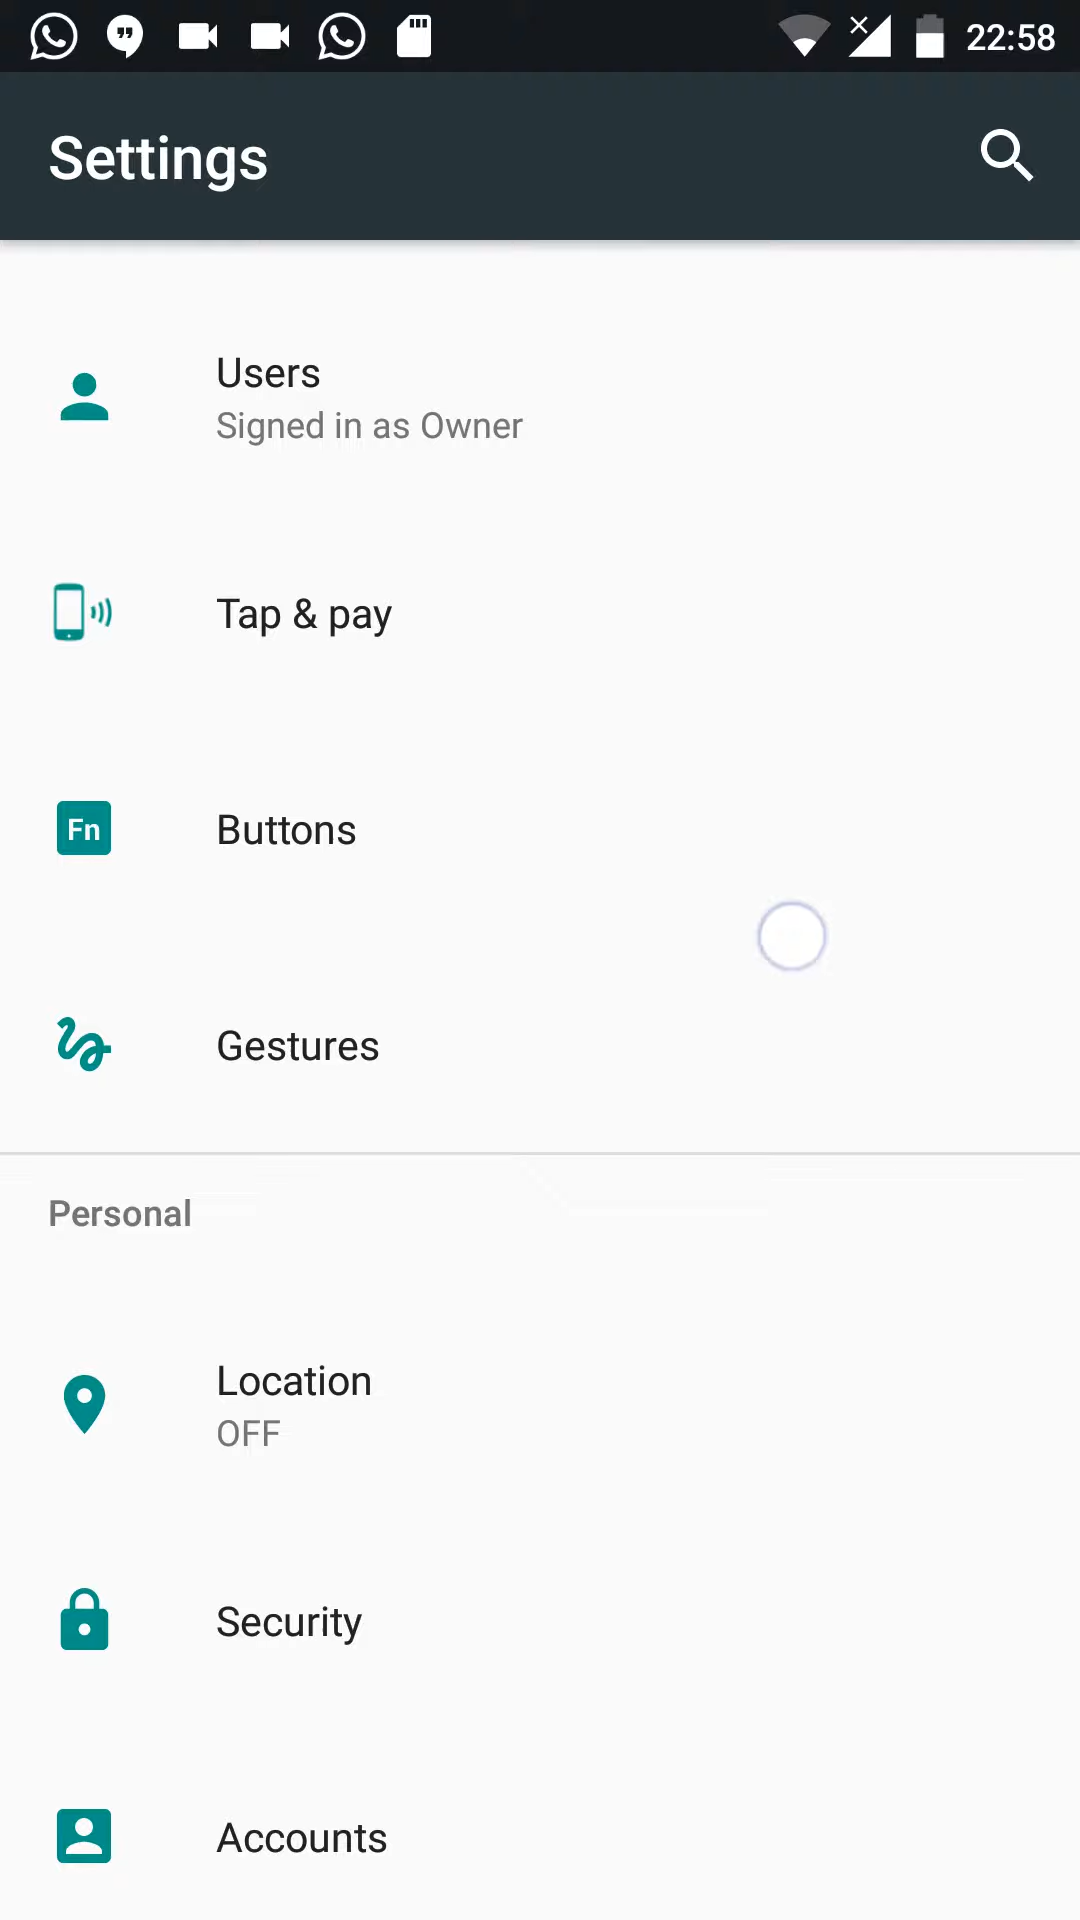 22:58
Settings
Users
Signed in as Owner
Tap & pay
Fn
Buttons
Gestures
Personal
Location
OFF
Security
Accounts